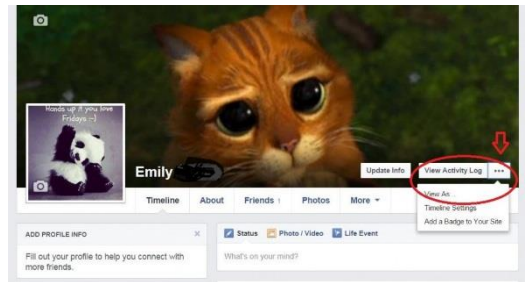 Hands up if you love
Fridays :-)
Emily
Update Info
View Activity Log
...
View As...
Timeline Settings
Add a Badge to Your Site
Timeline
About
Friends 1
Photos
More
ADD PROFILE INFO
×
Fill out your profile to help you connect with
more friends.
Status
Photo / Video
Life Event
What's on your mind?